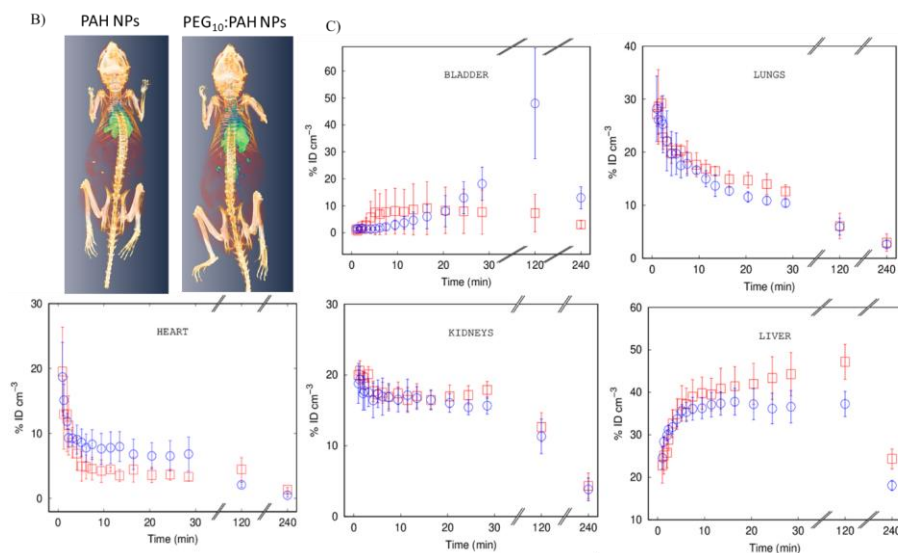 B)
PAH NPs
PEG₁₀:PAH NPs
C)
BLADDER
% ID cm⁻³
60
50
40
30
20
10
0
0 10 20 30 120 240
Time (min)
LUNGS
% ID cm⁻³
40
30
20
10
0
0 10 20 30 120 240
Time (min)
HEART
% ID cm⁻³
30
20
10
0
0 10 20 30 120 240
Time (min)
KIDNEYS
% ID cm⁻³
30
20
10
0
0 10 20 30 120 240
Time (min)
LIVER
% ID cm⁻³
60
50
40
30
20
10
0 10 20 30 120 240
Time (min)